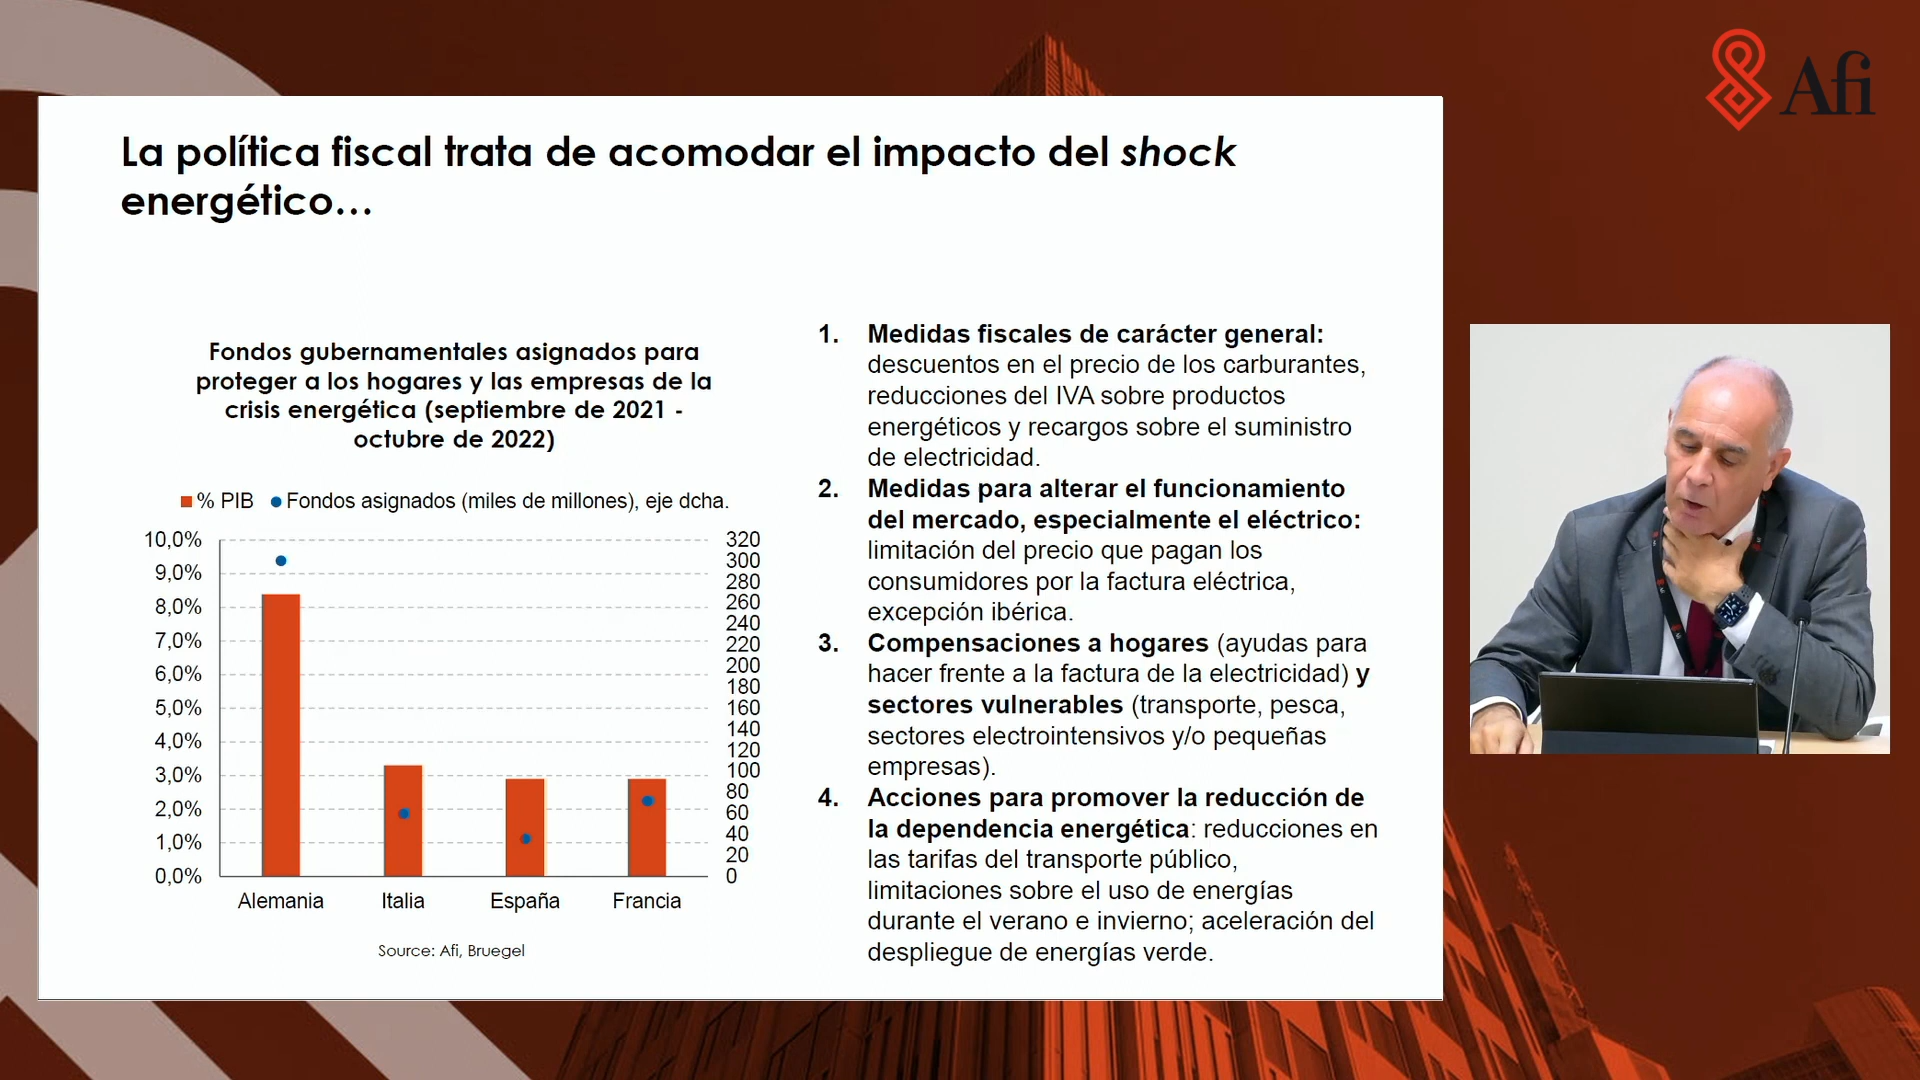 Afi
La política fiscal trata de acomodar el impacto del shock
energético…
Fondos gubernamentales asignados para
proteger a los hogares y las empresas de la
crisis energética (septiembre de 2021 -
octubre de 2022)
% PIB Fondos asignados (miles de millones), eje dcha.
10,0%
9,0%
8,0%
7,0%
6,0%
5,0%
4,0%
3,0%
2,0%
1,0%
0,0%
320
300
280
260
240
220
200
180
160
140
120
100
80
60
40
20
0
Alemania Italia España Francia
Source: Afi, Bruegel
1. Medidas fiscales de carácter general:
descuentos en el precio de los carburantes,
reducciones del IVA sobre productos
energéticos y recargos sobre el suministro
de electricidad.
2. Medidas para alterar el funcionamiento
del mercado, especialmente el eléctrico:
limitación del precio que pagan los
consumidores por la factura eléctrica,
excepción ibérica.
3. Compensaciones a hogares (ayudas para
hacer frente a la factura de la electricidad) y
sectores vulnerables (transporte, pesca,
sectores electrointensivos y/o pequeñas
empresas).
4. Acciones para promover la reducción de
la dependencia energética: reducciones en
las tarifas del transporte público,
limitaciones sobre el uso de energías
durante el verano e invierno; aceleración del
despliegue de energías verde.